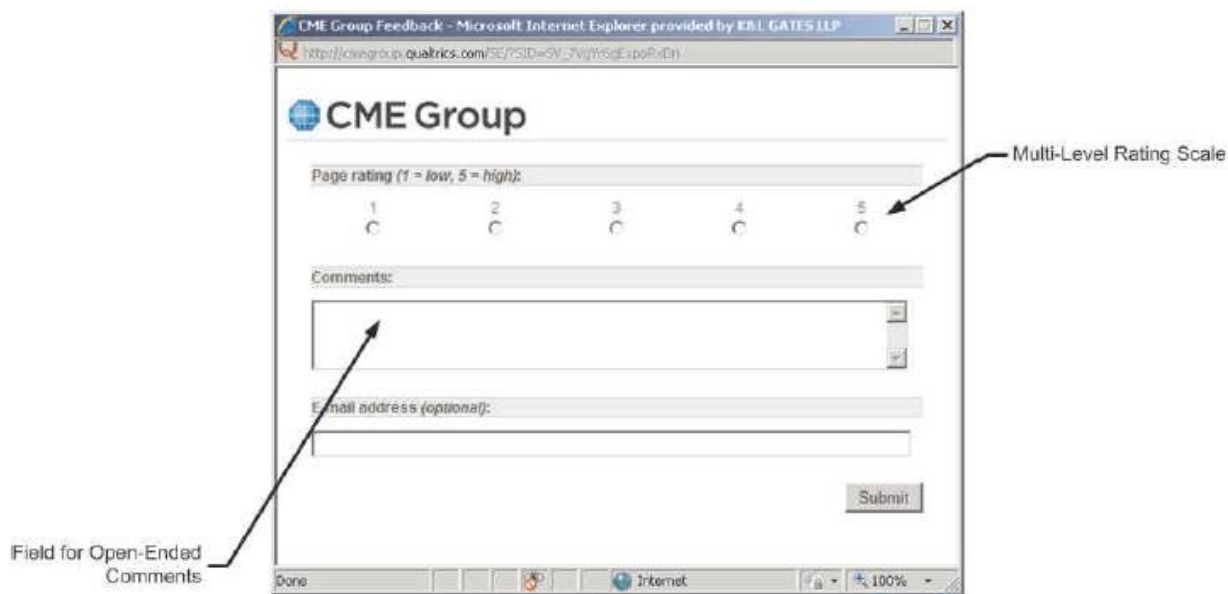 CME Group Feedback - Microsoft Internet Explorer provided by K&L GATES LLP
CME Group
Multi-Level Rating Scale
Page rating (1 = low, 5 = high):
1 2 3 4 5
Comments:
E-mail address (optional):
Submit
Field for Open-Ended
Comments
Done Internet 100%